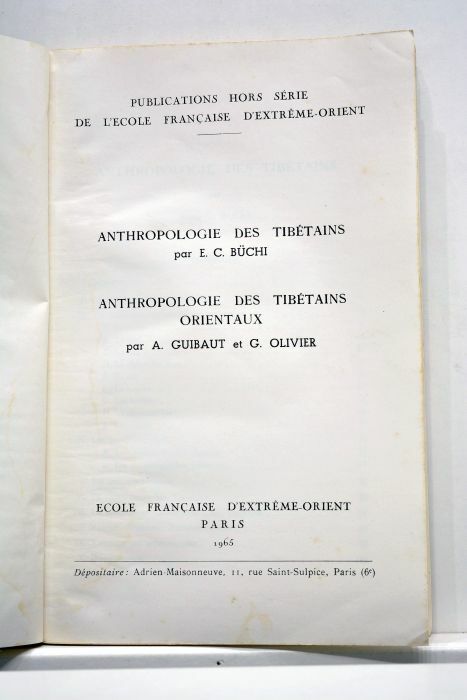 PUBLICATIONS HORS SÉRIE
DE L'ECOLE FRANÇAISE D'EXTRÊME-ORIENT
ANTHROPOLOGIE DES TIBÉTAINS
par E. C. BÜCHI
ANTHROPOLOGIE DES TIBÉTAINS
ORIENTAUX
par A. GUIBAUT et G. OLIVIER
ECOLE FRANÇAISE D'EXTRÊME-ORIENT
PARIS
1965
Dépositaire : Adrien-Maisonneuve, 11, rue Saint-Sulpice, Paris (6e)